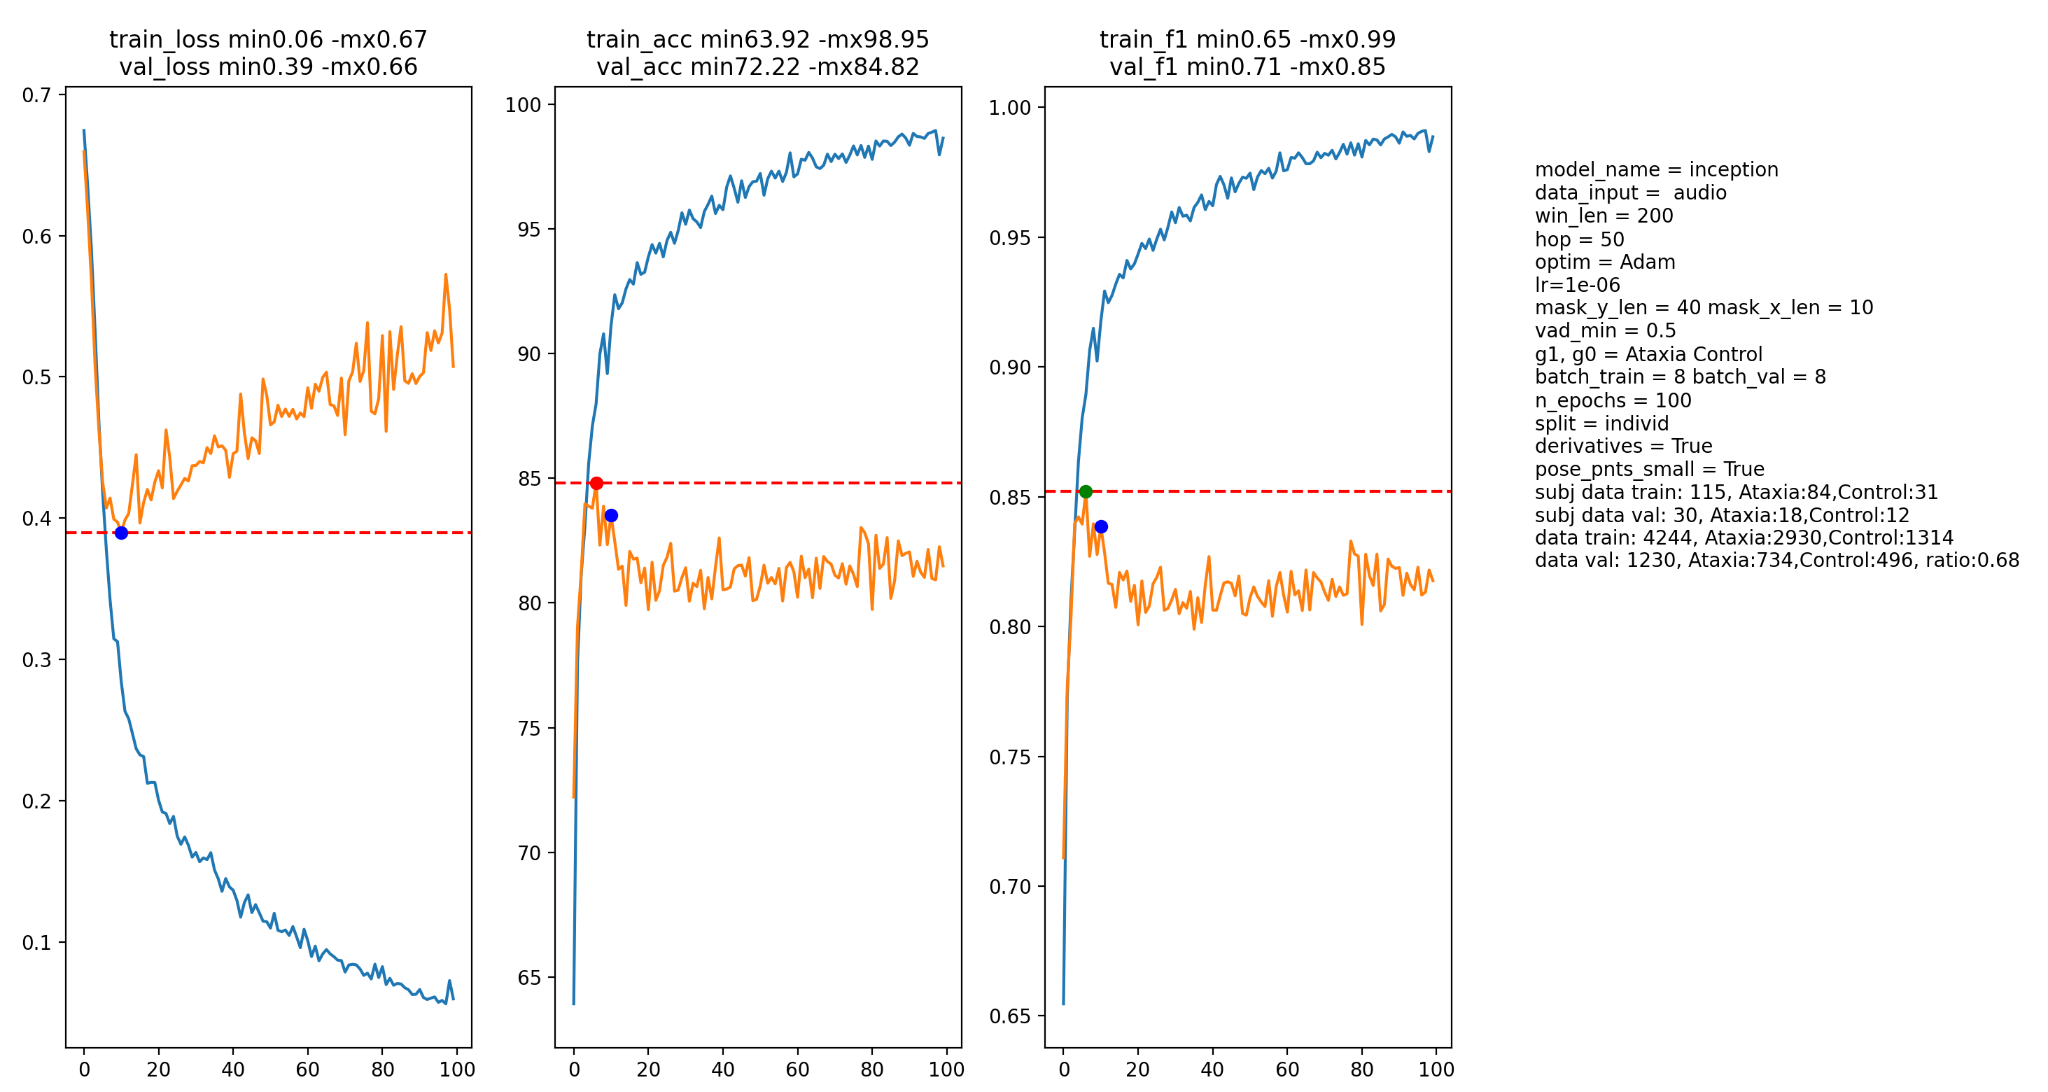 train_loss min0.06 -mx0.67
val_loss min0.39 -mx0.66
0.7
0.6
0.5
0.4
0.3
0.2
0.1
0 20 40 60 80 100
train_acc min63.92 -mx98.95
val_acc min72.22 -mx84.82
100
95
90
85
80
75
70
65
0 20 40 60 80 100
train_f1 min0.65 -mx0.99
val_f1 min0.71 -mx0.85
1.00
0.95
0.90
0.85
0.80
0.75
0.70
0.65
0 20 40 60 80 100
model_name = inception
data_input =  audio
win_len = 200
hop = 50
optim = Adam
lr=1e-06
mask_y_len = 40 mask_x_len = 10
vad_min = 0.5
g1, g0 = Ataxia Control
batch_train = 8 batch_val = 8
n_epochs = 100
split = individ
derivatives = True
pose_pnts_small = True
subj data train: 115, Ataxia:84,Control:31
subj data val: 30, Ataxia:18,Control:12
data train: 4244, Ataxia:2930,Control:1314
data val: 1230, Ataxia:734,Control:496, ratio:0.68